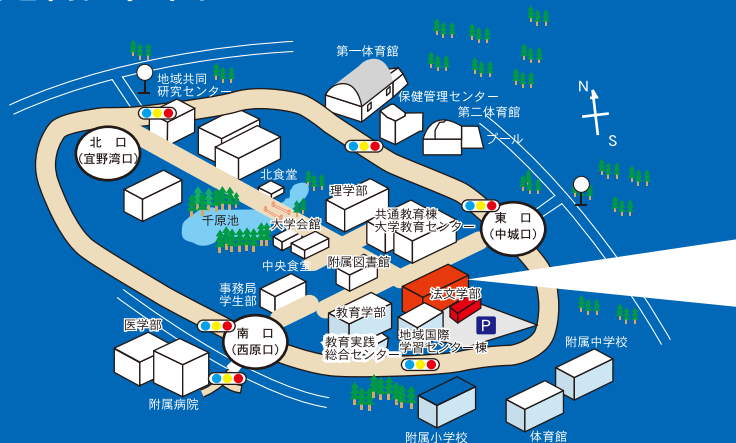 第一体育館
地域共同
研究センター
保健管理センター
第二体育館
プール
N
S
北　口
(宜野湾口)
北食堂
理学部
千原池
大学会館
共通教育棟
大学教育センター
東　口
(中城口)
中央食堂
附属図書館
事務局
学生部
法文学部
教育学部
P
医学部
南　口
(西原口)
地域国際
学習センター棟
教育実践
総合センター
附属中学校
附属病院
附属小学校
体育館